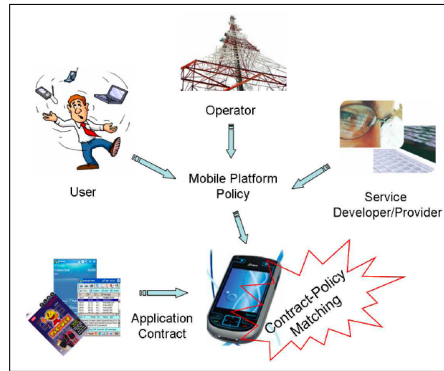 Operator
User
Mobile Platform
Policy
Service
Developer/Provider
Application
Contract
Contract-Policy
Matching